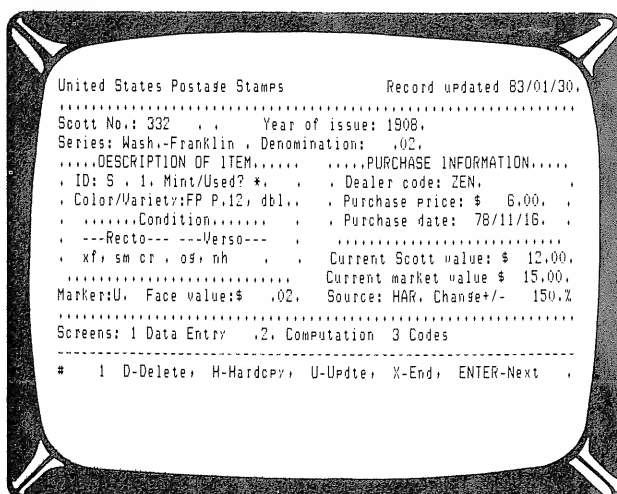 United States Postage Stamps Record updated 83/01/30.
Scott No.: 332 . . Year of issue: 1908.
Series: Wash.-Franklin . Denomination: .02.
.....DESCRIPTION OF ITEM...... .....PURCHASE INFORMATION.....
. ID: S . 1. Mint/Used? *. . Dealer code: ZEN. .
. Color/Variety:FP P.12, dbl.. . Purchase price: $ 6.00. .
. .......Condition....... . . Purchase date: 78/11/16. .
. ---Recto--- ---Verso--- . ............................
. xf, sm cr . og, nh . . Current Scott value: $ 12.00.
............................ Current market value $ 15.00.
Marker:U. Face value:$ .02. Source: HAR. Change+/- 150.%
Screens: 1 Data Entry .2. Computation 3 Codes
# 1 D-Delete, H-Hardcpy, U-Updte, X-End, ENTER-Next .